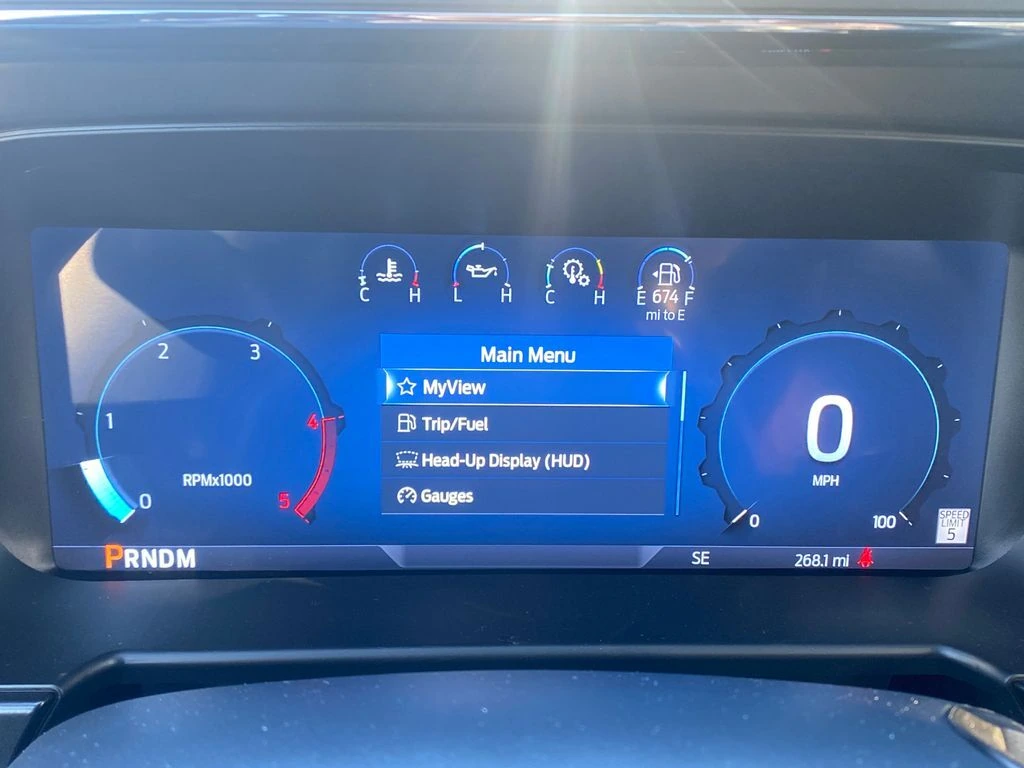 C H
L H
C H
E 674 F
mi to E
Main Menu
MyView
Trip/Fuel
Head-Up Display (HUD)
Gauges
0
1
2
3
4
5
RPMx1000
0
MPH
0
100
SPEED
LIMIT
5
PRNDM
SE
268.1 mi